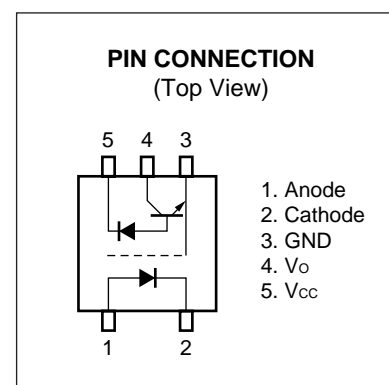 PIN CONNECTION
(Top View)
5 4 3
1. Anode
2. Cathode
3. GND
4. VO
5. VCC
1 2